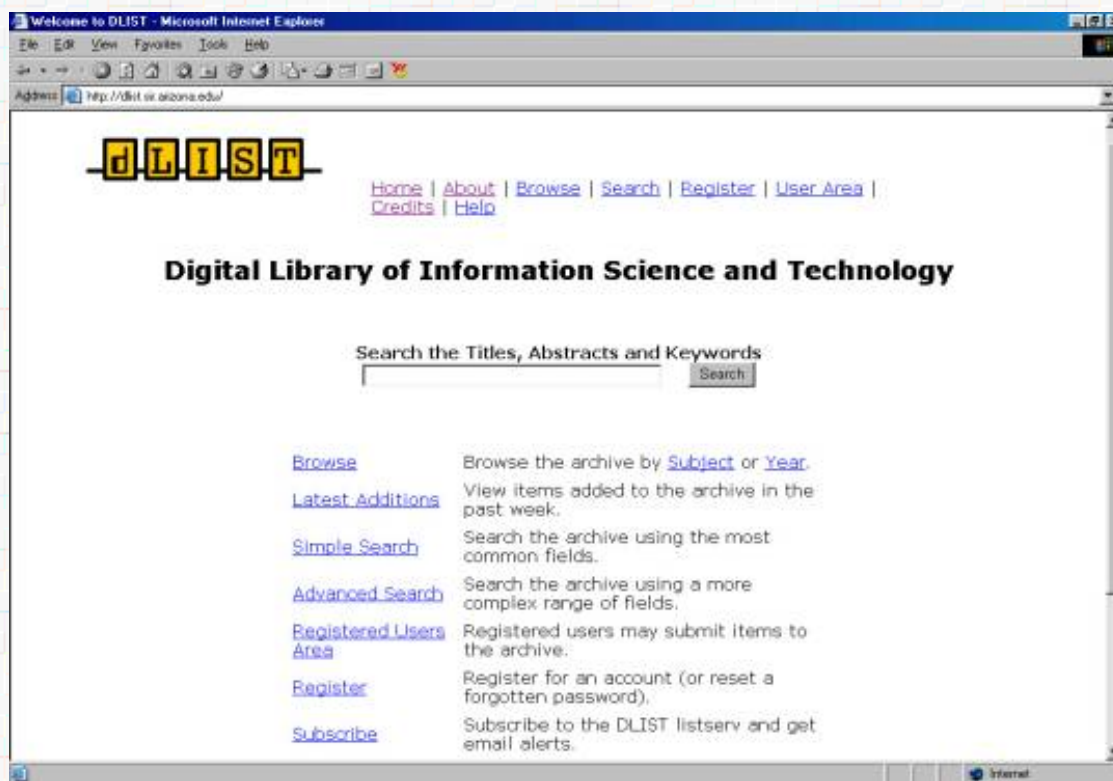 Welcome to DLIST - Microsoft Internet Explorer
File Edit View Favorites Tools Help
Address http://dlist.sir.arizona.edu/
dLIST
Home | About | Browse | Search | Register | User Area |
Credits | Help
Digital Library of Information Science and Technology
Search the Titles, Abstracts and Keywords
Search
Browse Browse the archive by Subject or Year.
Latest Additions View items added to the archive in the
past week.
Simple Search Search the archive using the most
common fields.
Advanced Search Search the archive using a more
complex range of fields.
Registered Users Registered users may submit items to
Area the archive.
Register Register for an account (or reset a
forgotten password).
Subscribe Subscribe to the DLIST listserv and get
email alerts.
Internet